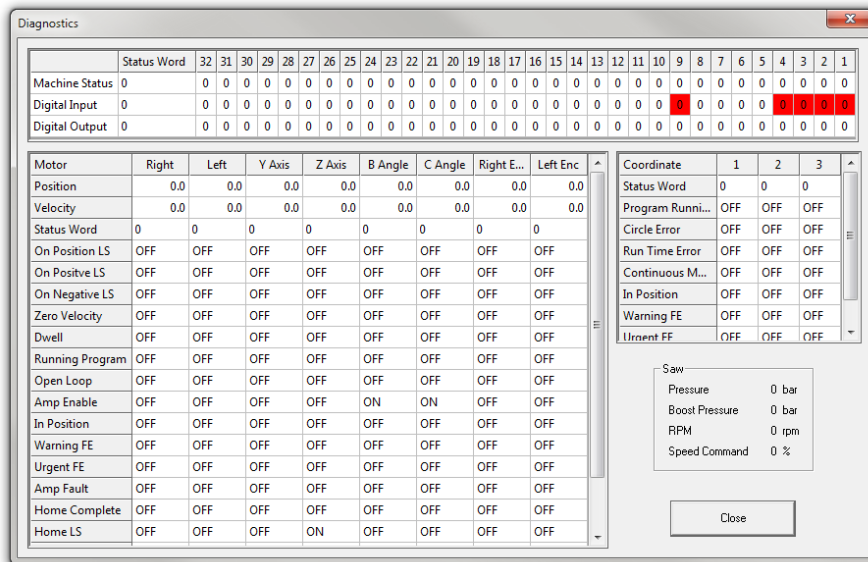 Diagnostics
Status Word 32 31 30 29 28 27 26 25 24 23 22 21 20 19 18 17 16 15 14 13 12 11 10 9 8 7 6 5 4 3 2 1
Machine Status 0 0 0 0 0 0 0 0 0 0 0 0 0 0 0 0 0 0 0 0 0 0 0 0 0 0 0 0 0 0 0 0 0
Digital Input 0 0 0 0 0 0 0 0 0 0 0 0 0 0 0 0 0 0 0 0 0 0 0 0 0 0 0 0 0 0 0 0 0
Digital Output 0 0 0 0 0 0 0 0 0 0 0 0 0 0 0 0 0 0 0 0 0 0 0 0 0 0 0 0 0 0 0 0 0
Motor Right Left Y Axis Z Axis B Angle C Angle Right E... Left Enc
Position 0.0 0.0 0.0 0.0 0.0 0.0 0.0 0.0
Velocity 0.0 0.0 0.0 0.0 0.0 0.0 0.0 0.0
Status Word 0 0 0 0 0 0 0 0
On Position LS OFF OFF OFF OFF OFF OFF OFF OFF
On Positve LS OFF OFF OFF OFF OFF OFF OFF OFF
On Negative LS OFF OFF OFF OFF OFF OFF OFF OFF
Zero Velocity OFF OFF OFF OFF OFF OFF OFF OFF
Dwell OFF OFF OFF OFF OFF OFF OFF OFF
Running Program OFF OFF OFF OFF OFF OFF OFF OFF
Open Loop OFF OFF OFF OFF OFF OFF OFF OFF
Amp Enable OFF OFF OFF OFF ON ON OFF OFF
In Position OFF OFF OFF OFF OFF OFF OFF OFF
Warning FE OFF OFF OFF OFF OFF OFF OFF OFF
Urgent FE OFF OFF OFF OFF OFF OFF OFF OFF
Amp Fault OFF OFF OFF OFF OFF OFF OFF OFF
Home Complete OFF OFF OFF OFF OFF OFF OFF OFF
Home LS OFF OFF OFF ON OFF OFF OFF OFF
Coordinate 1 2 3
Status Word 0 0 0
Program Runni... OFF OFF OFF
Circle Error OFF OFF OFF
Run Time Error OFF OFF OFF
Continuous M... OFF OFF OFF
In Position OFF OFF OFF
Warning FE OFF OFF OFF
Urgent FE OFF OFF OFF
Saw
Pressure 0 bar
Boost Pressure 0 bar
RPM 0 rpm
Speed Command 0 %
Close